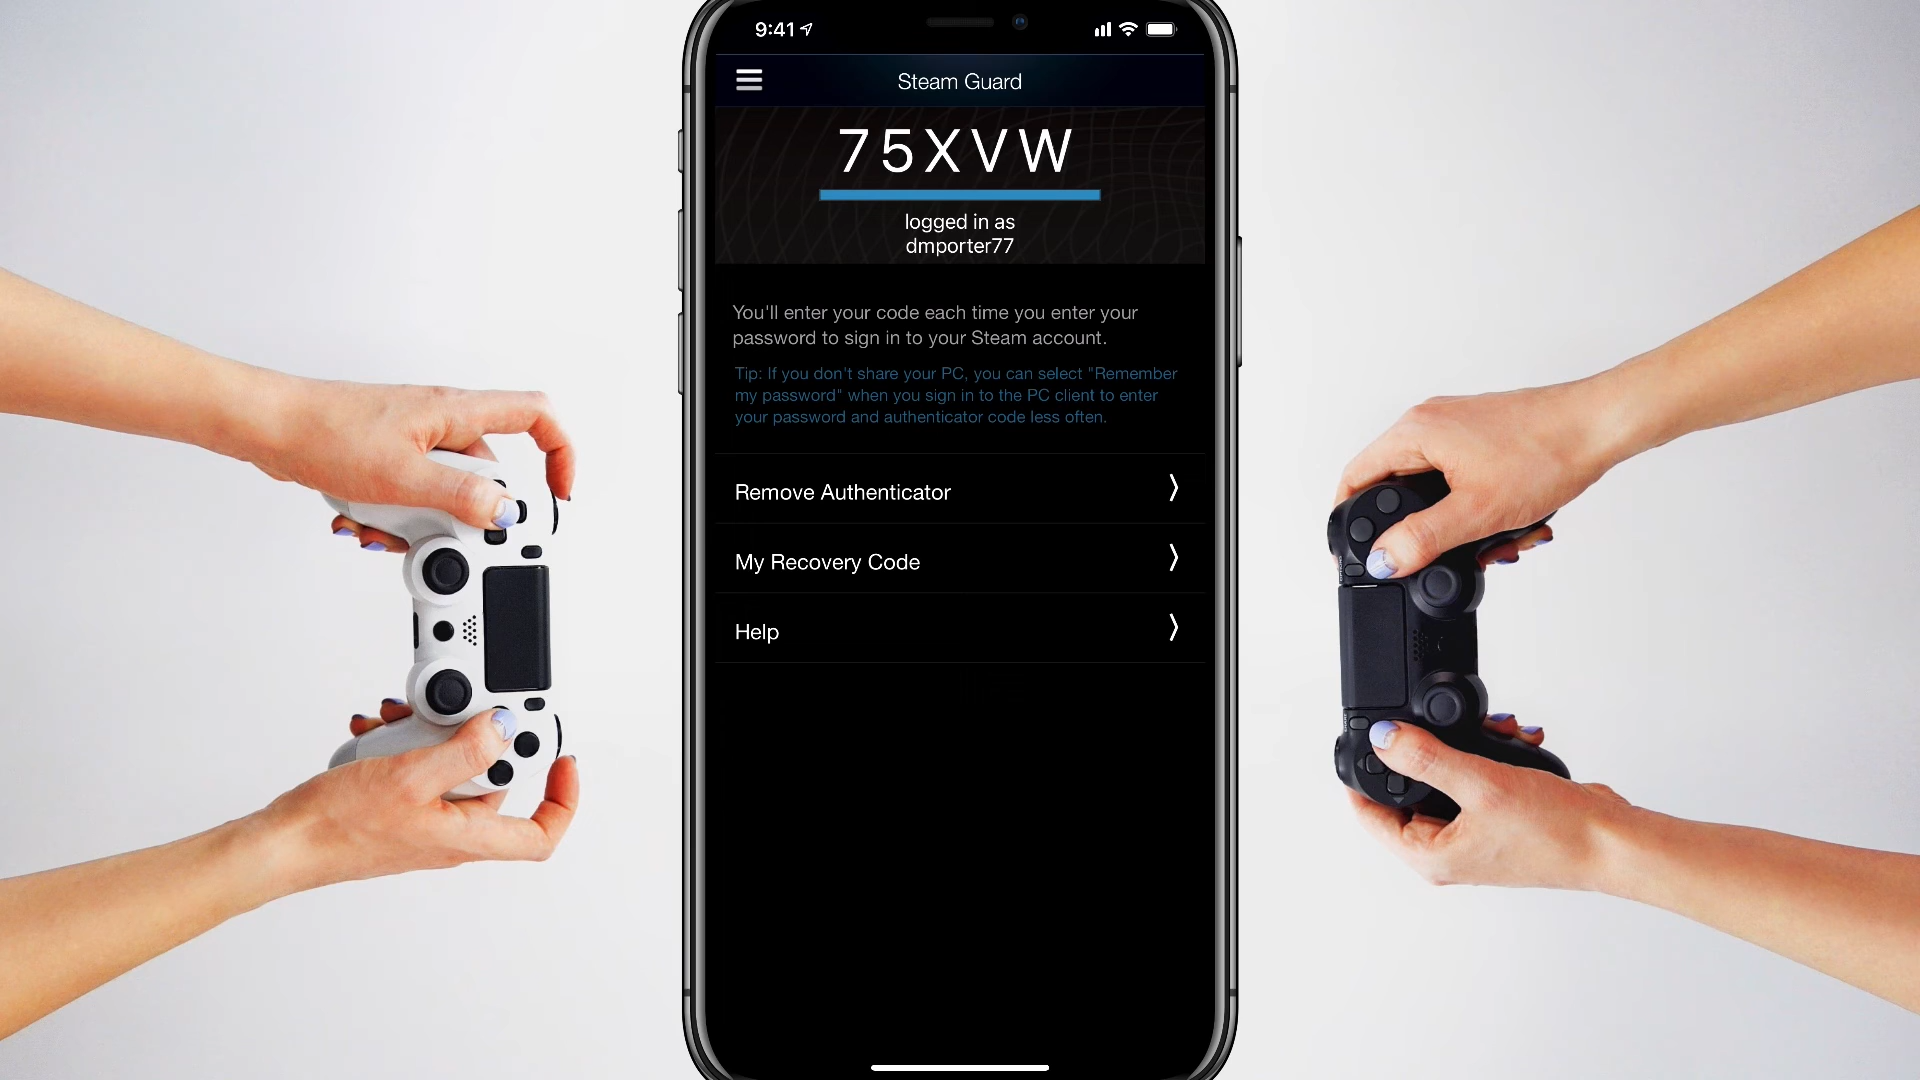 9:41
Steam Guard
75XVW
logged in as
dmporter77
You'll enter your code each time you enter your
password to sign in to your Steam account.
Tip: If you don't share your PC, you can select "Remember
my password" when you sign in to the PC client to enter
your password and authenticator code less often.
Remove Authenticator
My Recovery Code
Help